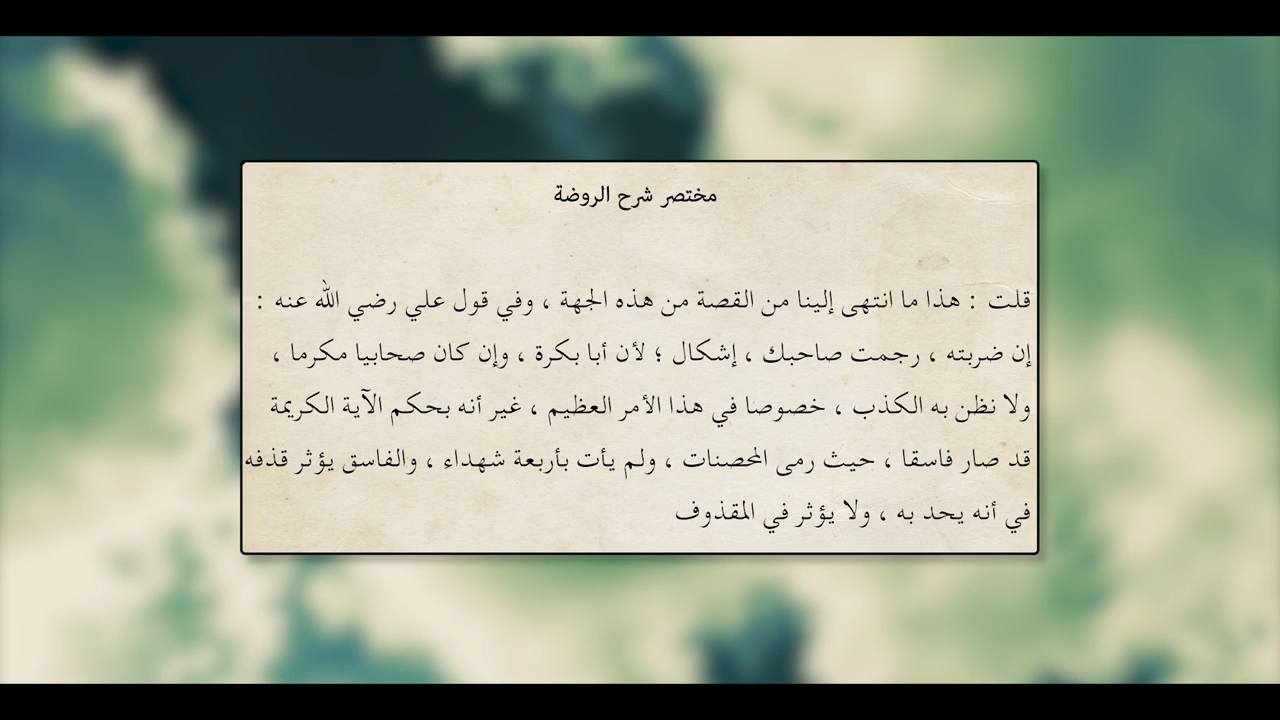 مختصر شرح الروضة
قلت : هذا ما انتهى إلينا من القصة من هذه الجهة ، وفي قول علي رضي الله عنه :
إن ضربته ، رجمت صاحبك ، إشكال ؛ لأن أبا بكرة ، وإن كان صحابيا مكرما ،
ولا نظن به الكذب ، خصوصا في هذا الأمر العظيم ، غير أنه بحكم الآية الكريمة
قد صار فاسقا ، حيث رمى المحصنات ، ولم يأت بأربعة شهداء ، والفاسق يؤثر قذفه
في أنه يحد به ، ولا يؤثر في المقذوف